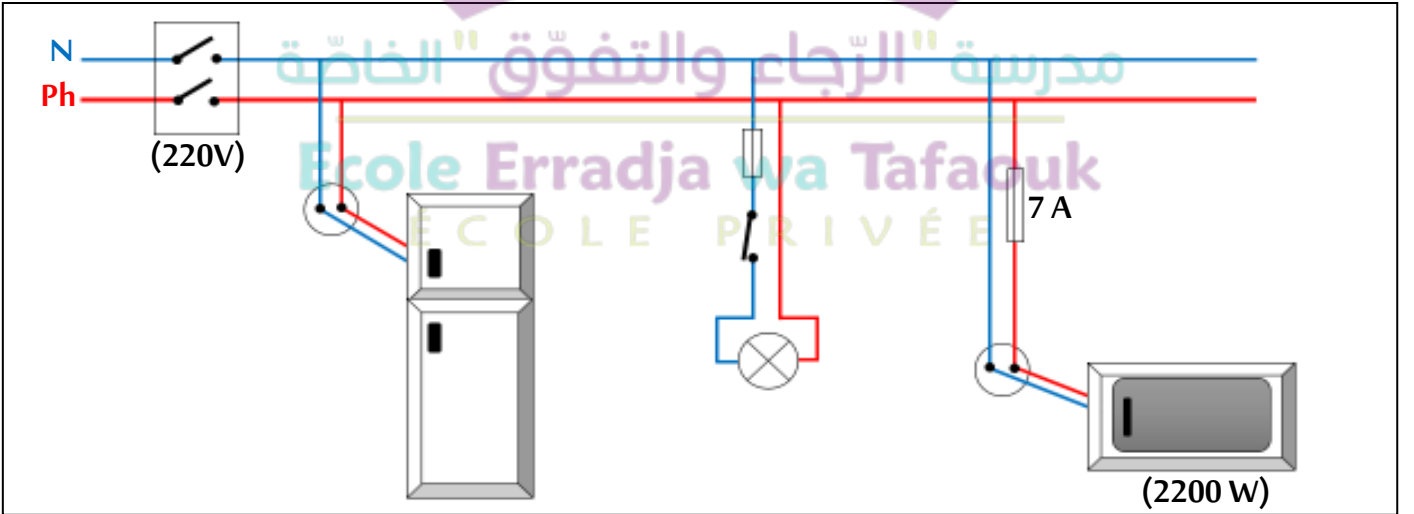 مدرسة "الرّجاء والتفوّق" الخاصّة
N
Ph
(220V)
Ecole Erradja wa Tafaouk
7 A
ÉCOLE PRIVÉE
(2200 W)